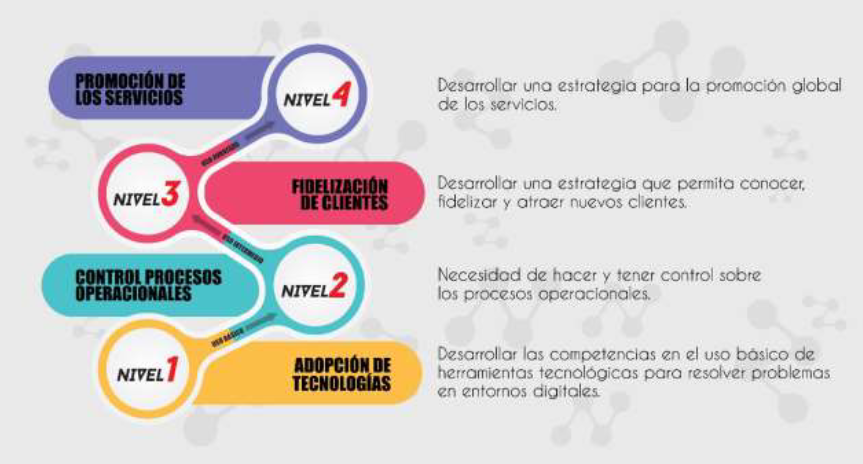 PROMOCIÓN DE
LOS SERVICIOS
NIVEL 4
Desarrollar una estrategia para la promoción global
de los servicios.
USO AVANZADO
NIVEL 3
FIDELIZACIÓN
DE CLIENTES
Desarrollar una estrategia que permita conocer,
fidelizar y atraer nuevos clientes.
USO INTERMEDIO
CONTROL PROCESOS
OPERACIONALES
NIVEL 2
Necesidad de hacer y tener control sobre
los procesos operacionales.
USO BÁSICO
NIVEL 1
ADOPCIÓN DE
TECNOLOGÍAS
Desarrollar las competencias en el uso básico de
herramientas tecnológicas para resolver problemas
en entornos digitales.